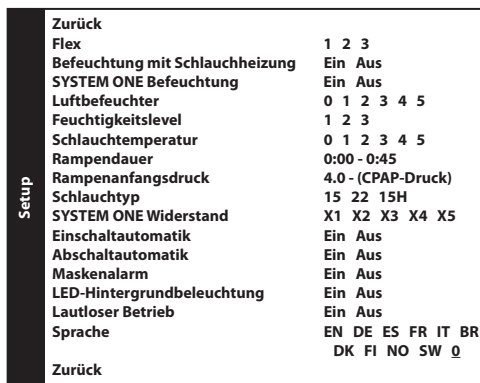 Setup
Zurück
Flex 1 2 3
Befeuchtung mit Schlauchheizung Ein Aus
SYSTEM ONE Befeuchtung Ein Aus
Luftbefeuchter 0 1 2 3 4 5
Feuchtigkeitslevel 1 2 3
Schlauchtemperatur 0 1 2 3 4 5
Rampendauer 0:00 - 0:45
Rampenanfangsdruck 4.0 - (CPAP-Druck)
Schlauchtyp 15 22 15H
SYSTEM ONE Widerstand X1 X2 X3 X4 X5
Einschaltautomatik Ein Aus
Abschaltautomatik Ein Aus
Maskenalarm Ein Aus
LED-Hintergrundbeleuchtung Ein Aus
Lautloser Betrieb Ein Aus
Sprache EN DE ES FR IT BR
DK FI NO SW 0
Zurück